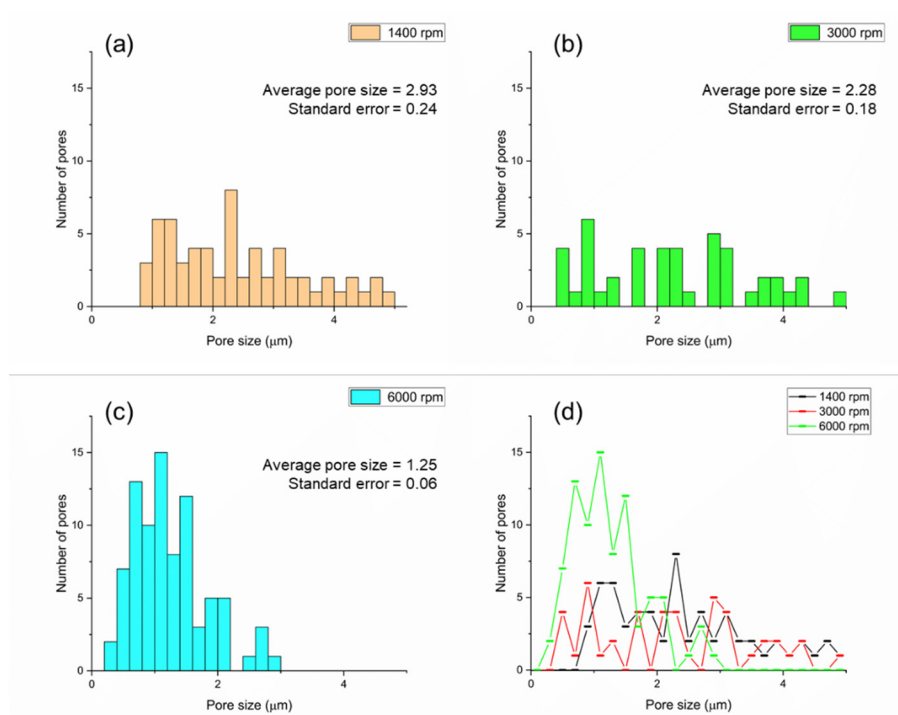 (a)
1400 rpm
Average pore size = 2.93
Standard error = 0.24
Number of pores
15
10
5
0
0
2
4
Pore size (μm)
(b)
3000 rpm
Average pore size = 2.28
Standard error = 0.18
Number of pores
15
10
5
0
0
2
4
Pore size (μm)
(c)
6000 rpm
Average pore size = 1.25
Standard error = 0.06
Number of pores
15
10
5
0
0
2
4
Pore size (μm)
(d)
1400 rpm
3000 rpm
6000 rpm
Number of pores
15
10
5
0
0
2
4
Pore size (μm)